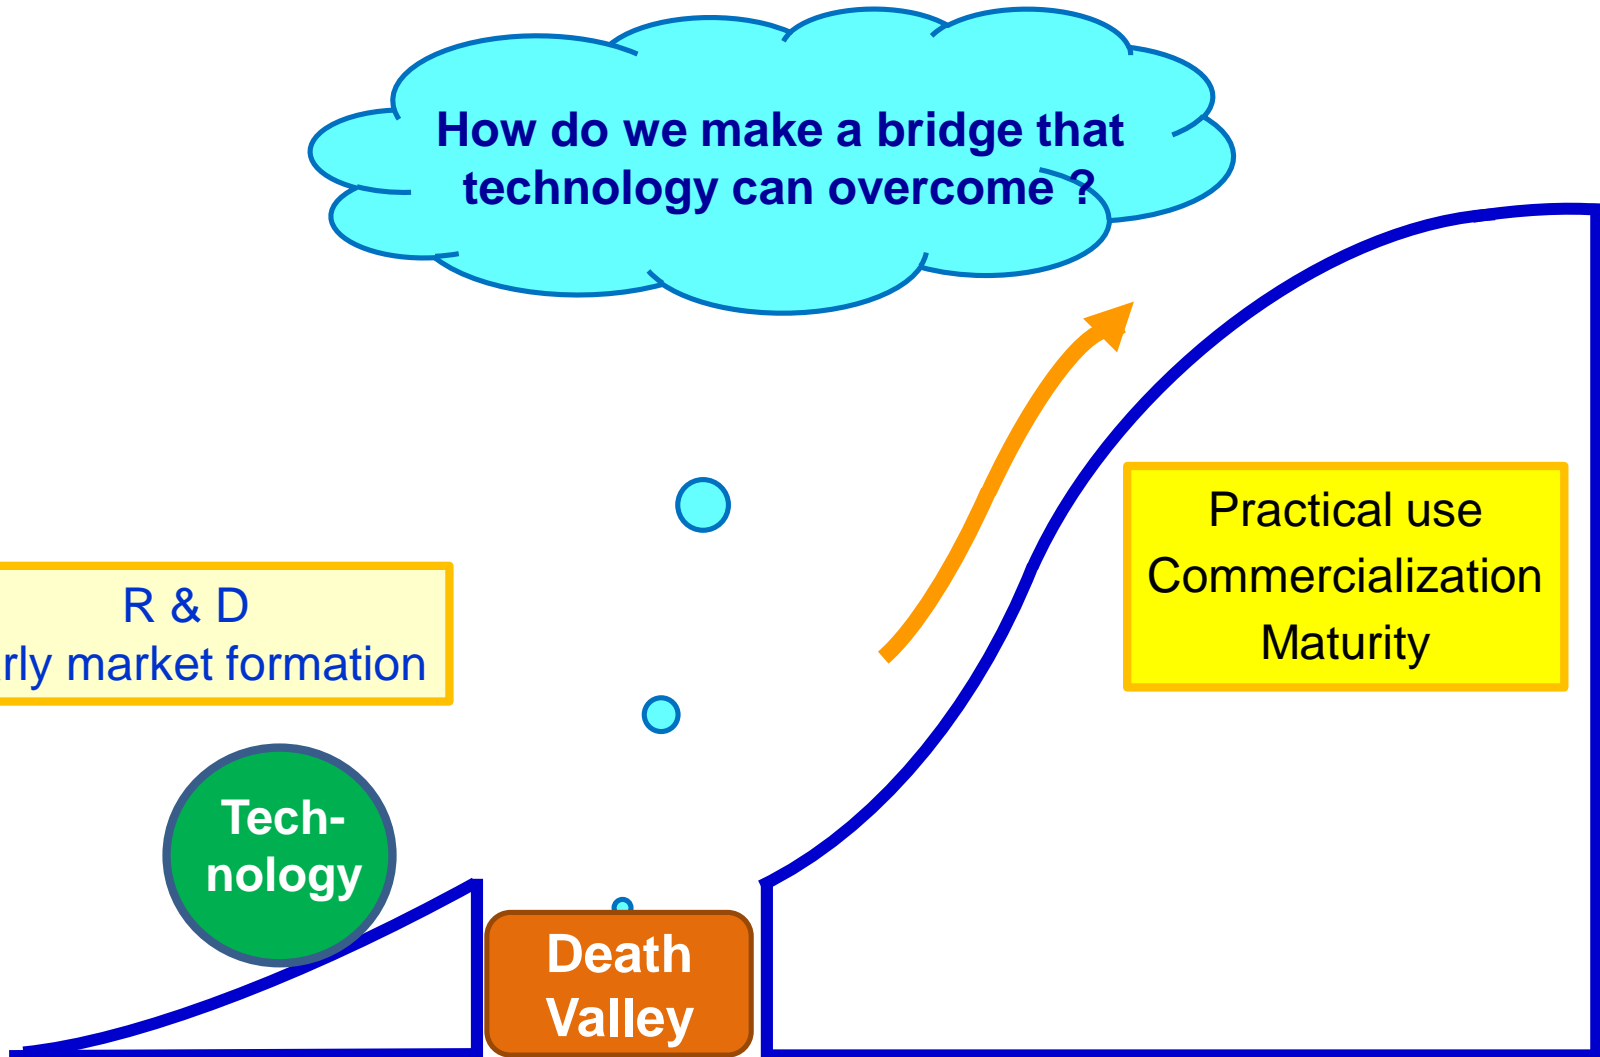 How do we make a bridge that
technology can overcome ?
R & D
rly market formation
Practical use
Commercialization
Maturity
Tech-
nology
Death
Valley